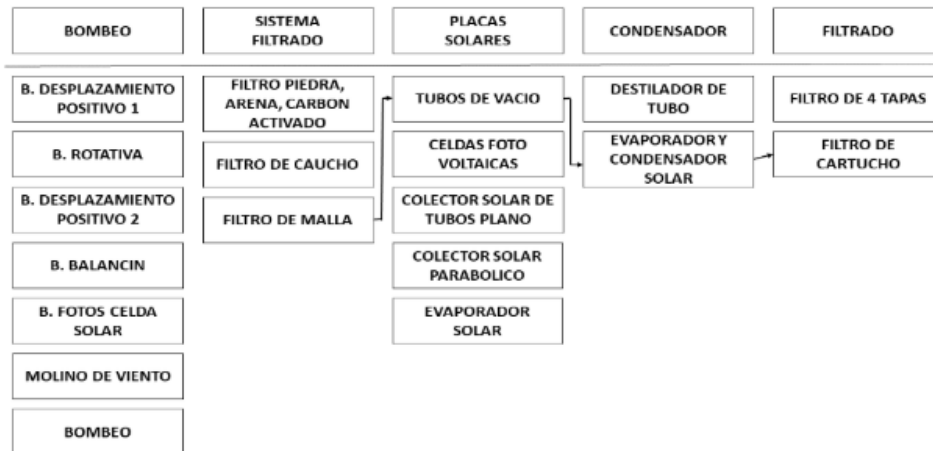 BOMBEO
SISTEMA
FILTRADO
PLACAS
SOLARES
CONDENSADOR
FILTRADO
B. DESPLAZAMIENTO
POSITIVO 1
B. ROTATIVA
B. DESPLAZAMIENTO
POSITIVO 2
B. BALANCIN
B. FOTOS CELDA
SOLAR
MOLINO DE VIENTO
BOMBEO
FILTRO PIEDRA,
ARENA, CARBON
ACTIVADO
FILTRO DE CAUCHO
FILTRO DE MALLA
TUBOS DE VACIO
CELDAS FOTO
VOLTAICAS
COLECTOR SOLAR DE
TUBOS PLANO
COLECTOR SOLAR
PARABOLICO
EVAPORADOR
SOLAR
DESTILADOR DE
TUBO
EVAPORADOR Y
CONDENSADOR
SOLAR
FILTRO DE 4 TAPAS
FILTRO DE
CARTUCHO